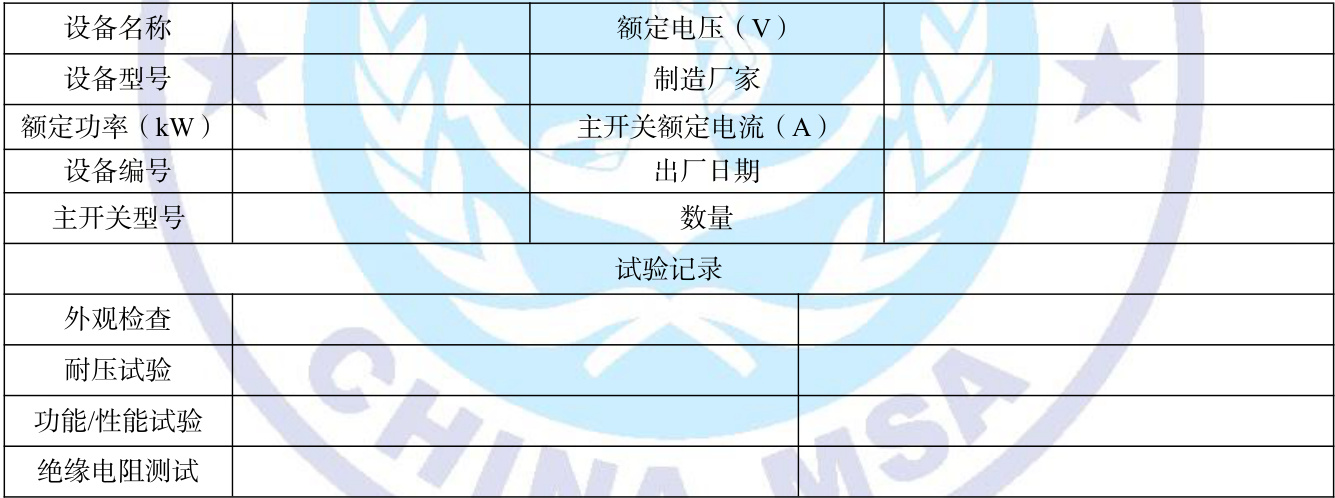 设备名称 额定电压（V）
设备型号 制造厂家
额定功率（kW） 主开关额定电流（A）
设备编号 出厂日期
主开关型号 数量
试验记录
外观检查
耐压试验
功能/性能试验
绝缘电阻测试
CHINA MSA